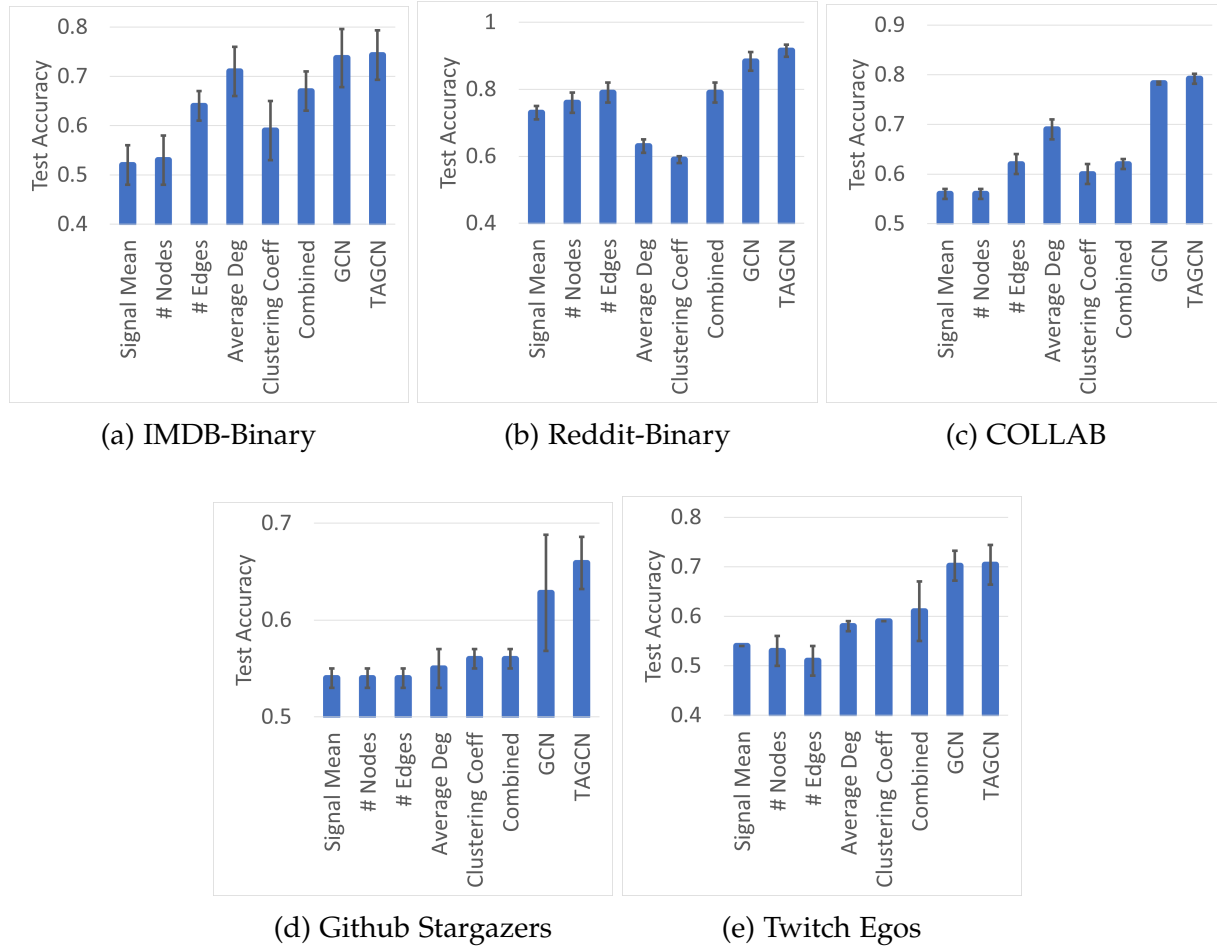 0.8
0.7
0.6
0.5
0.4
Test Accuracy
Signal Mean
# Nodes
# Edges
Average Deg
Clustering Coeff
Combined
GCN
TAGCN
(a) IMDB-Binary
1
0.8
0.6
0.4
Test Accuracy
Signal Mean
# Nodes
# Edges
Average Deg
Clustering Coeff
Combined
GCN
TAGCN
(b) Reddit-Binary
0.9
0.8
0.7
0.6
0.5
Test Accuracy
Signal Mean
# Nodes
# Edges
Average Deg
Clustering Coeff
Combined
GCN
TAGCN
(c) COLLAB
0.7
0.6
0.5
Test Accuracy
Signal Mean
# Nodes
# Edges
Average Deg
Clustering Coeff
Combined
GCN
TAGCN
(d) Github Stargazers
0.8
0.7
0.6
0.5
0.4
Test Accuracy
Signal Mean
# Nodes
# Edges
Average Deg
Clustering Coeff
Combined
GCN
TAGCN
(e) Twitch Egos